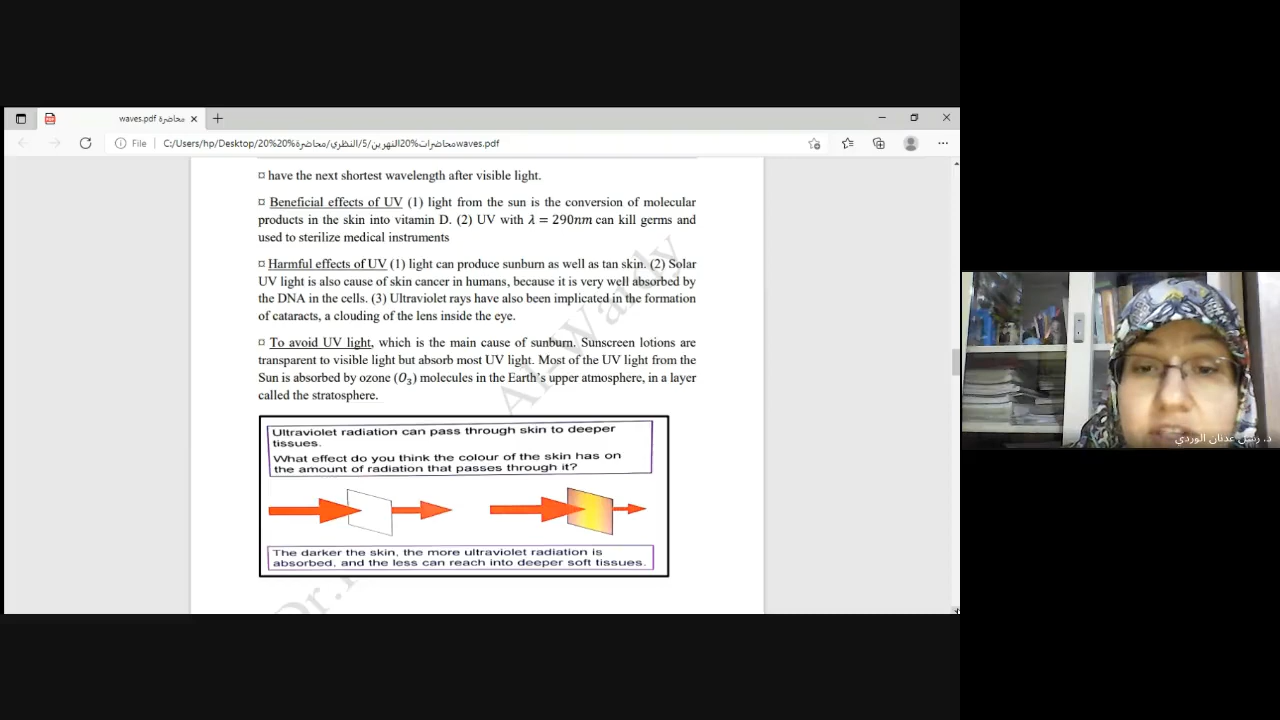 محاضرة waves.pdf
File
C:/Users/hp/Desktop/20%20محاضرات%20النهرين/5/النظري/محاضرة%waves.pdf
¤ have the next shortest wavelength after visible light.
¤ Beneficial effects of UV (1) light from the sun is the conversion of molecular
products in the skin into vitamin D. (2) UV with λ = 290nm can kill germs and
used to sterilize medical instruments
¤ Harmful effects of UV (1) light can produce sunburn as well as tan skin. (2) Solar
UV light is also cause of skin cancer in humans, because it is very well absorbed by
the DNA in the cells. (3) Ultraviolet rays have also been implicated in the formation
of cataracts, a clouding of the lens inside the eye.
¤ To avoid UV light, which is the main cause of sunburn. Sunscreen lotions are
transparent to visible light but absorb most UV light. Most of the UV light from the
Sun is absorbed by ozone (O₃) molecules in the Earth's upper atmosphere, in a layer
called the stratosphere.
Ultraviolet radiation can pass through skin to deeper
tissues.
What effect do you think the colour of the skin has on
the amount of radiation that passes through it?
The darker the skin, the more ultraviolet radiation is
absorbed, and the less can reach into deeper soft tissues.
Al-Wardy
د. رسل عدنان الوردي